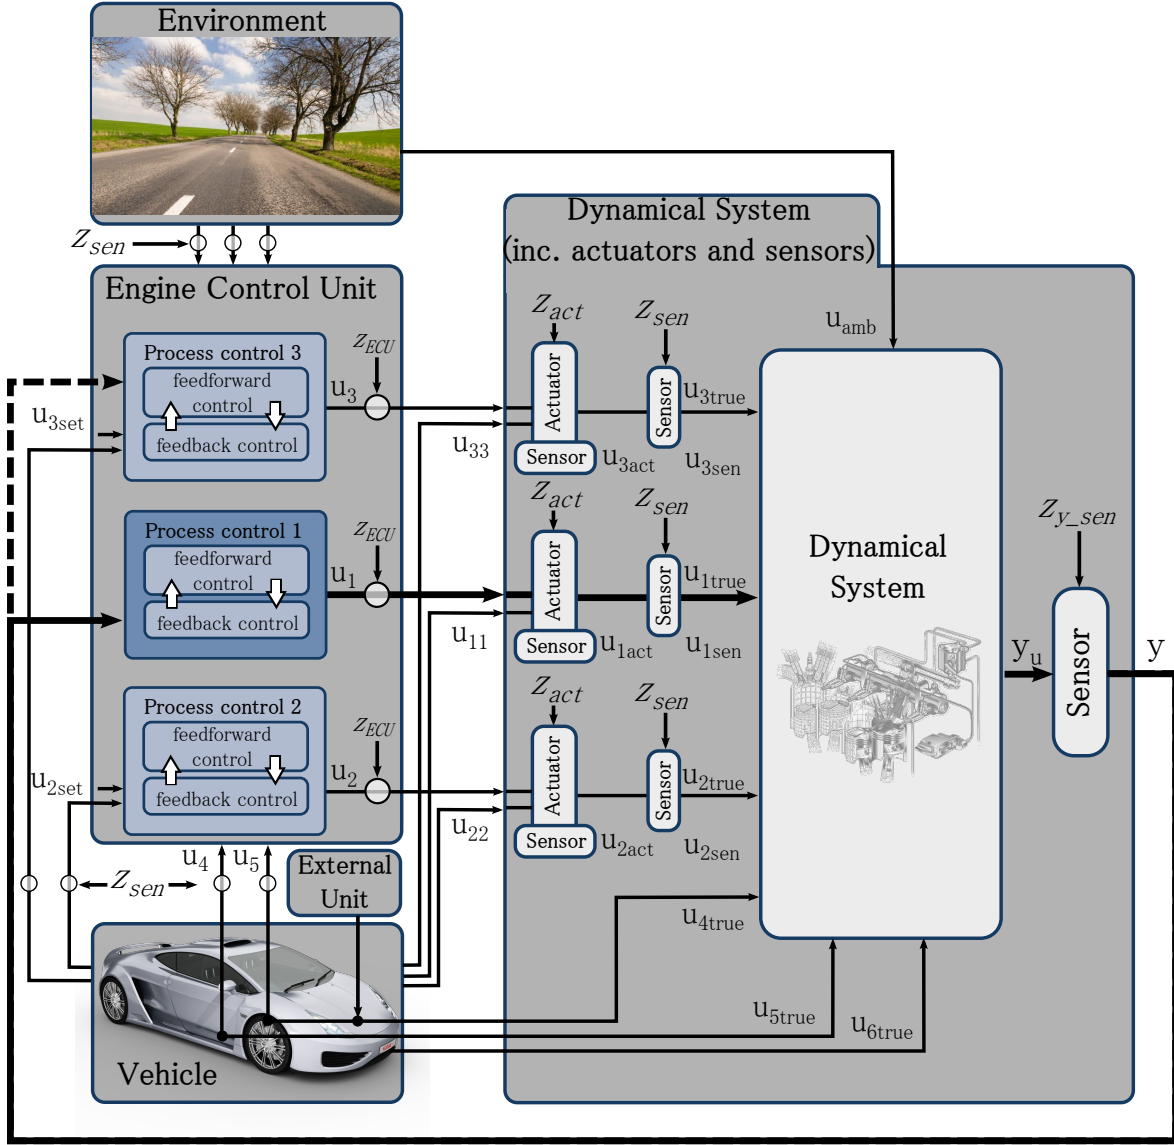 Environment
Z_sen
Engine Control Unit
Process control 3
feedforward
control
feedback control
u_3set
u_3
z_ECU
Process control 1
feedforward
control
feedback control
u_1
z_ECU
Process control 2
feedforward
control
feedback control
u_2set
u_2
z_ECU
u_4
u_5
Z_sen
External
Unit
Vehicle
Dynamical System
(inc. actuators and sensors)
u_amb
Z_act
Z_sen
Actuator
Sensor
Sensor
u_33
u_3act
u_3true
u_3sen
Z_act
Z_sen
Actuator
Sensor
Sensor
u_11
u_1act
u_1true
u_1sen
Z_act
Z_sen
Actuator
Sensor
Sensor
u_22
u_2act
u_2true
u_2sen
Dynamical
System
u_4true
u_5true
u_6true
y_u
Z_y_sen
Sensor
y